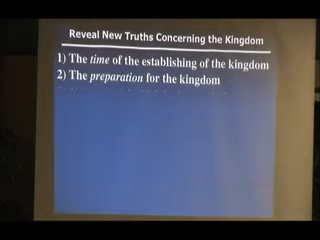 Reveal New Truths Concerning the Kingdom
1) The time of the establishing of the kingdom
2) The preparation for the kingdom